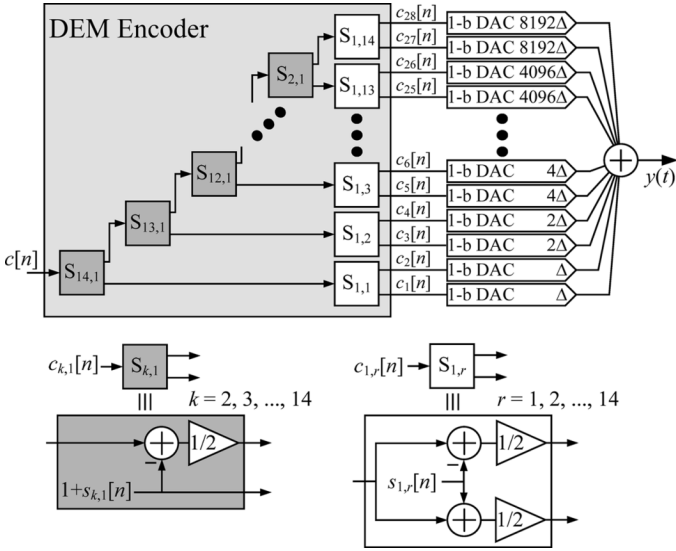 DEM Encoder
S1,14
c28[n]
1-b DAC 8192Δ
c27[n]
1-b DAC 8192Δ
S2,1
S1,13
c26[n]
1-b DAC 4096Δ
c25[n]
1-b DAC 4096Δ
S12,1
S1,3
c6[n]
1-b DAC 4Δ
c5[n]
1-b DAC 4Δ
y(t)
S13,1
S1,2
c4[n]
1-b DAC 2Δ
c3[n]
1-b DAC 2Δ
c[n]
S14,1
S1,1
c2[n]
1-b DAC Δ
c1[n]
1-b DAC Δ
ck,1[n]
Sk,1
k = 2, 3, ..., 14
1/2
1+sk,1[n]
c1,r[n]
S1,r
r = 1, 2, ..., 14
1/2
s1,r[n]
1/2